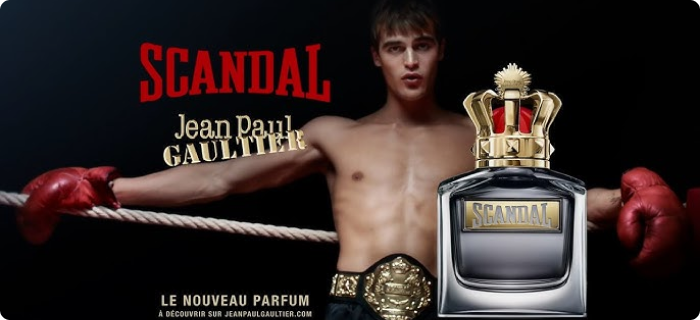 SCANDAL
Jean Paul
GAULTIER
SCANDAL
LE NOUVEAU PARFUM
À DÉCOUVRIR SUR JEANPAULGAULTIER.COM